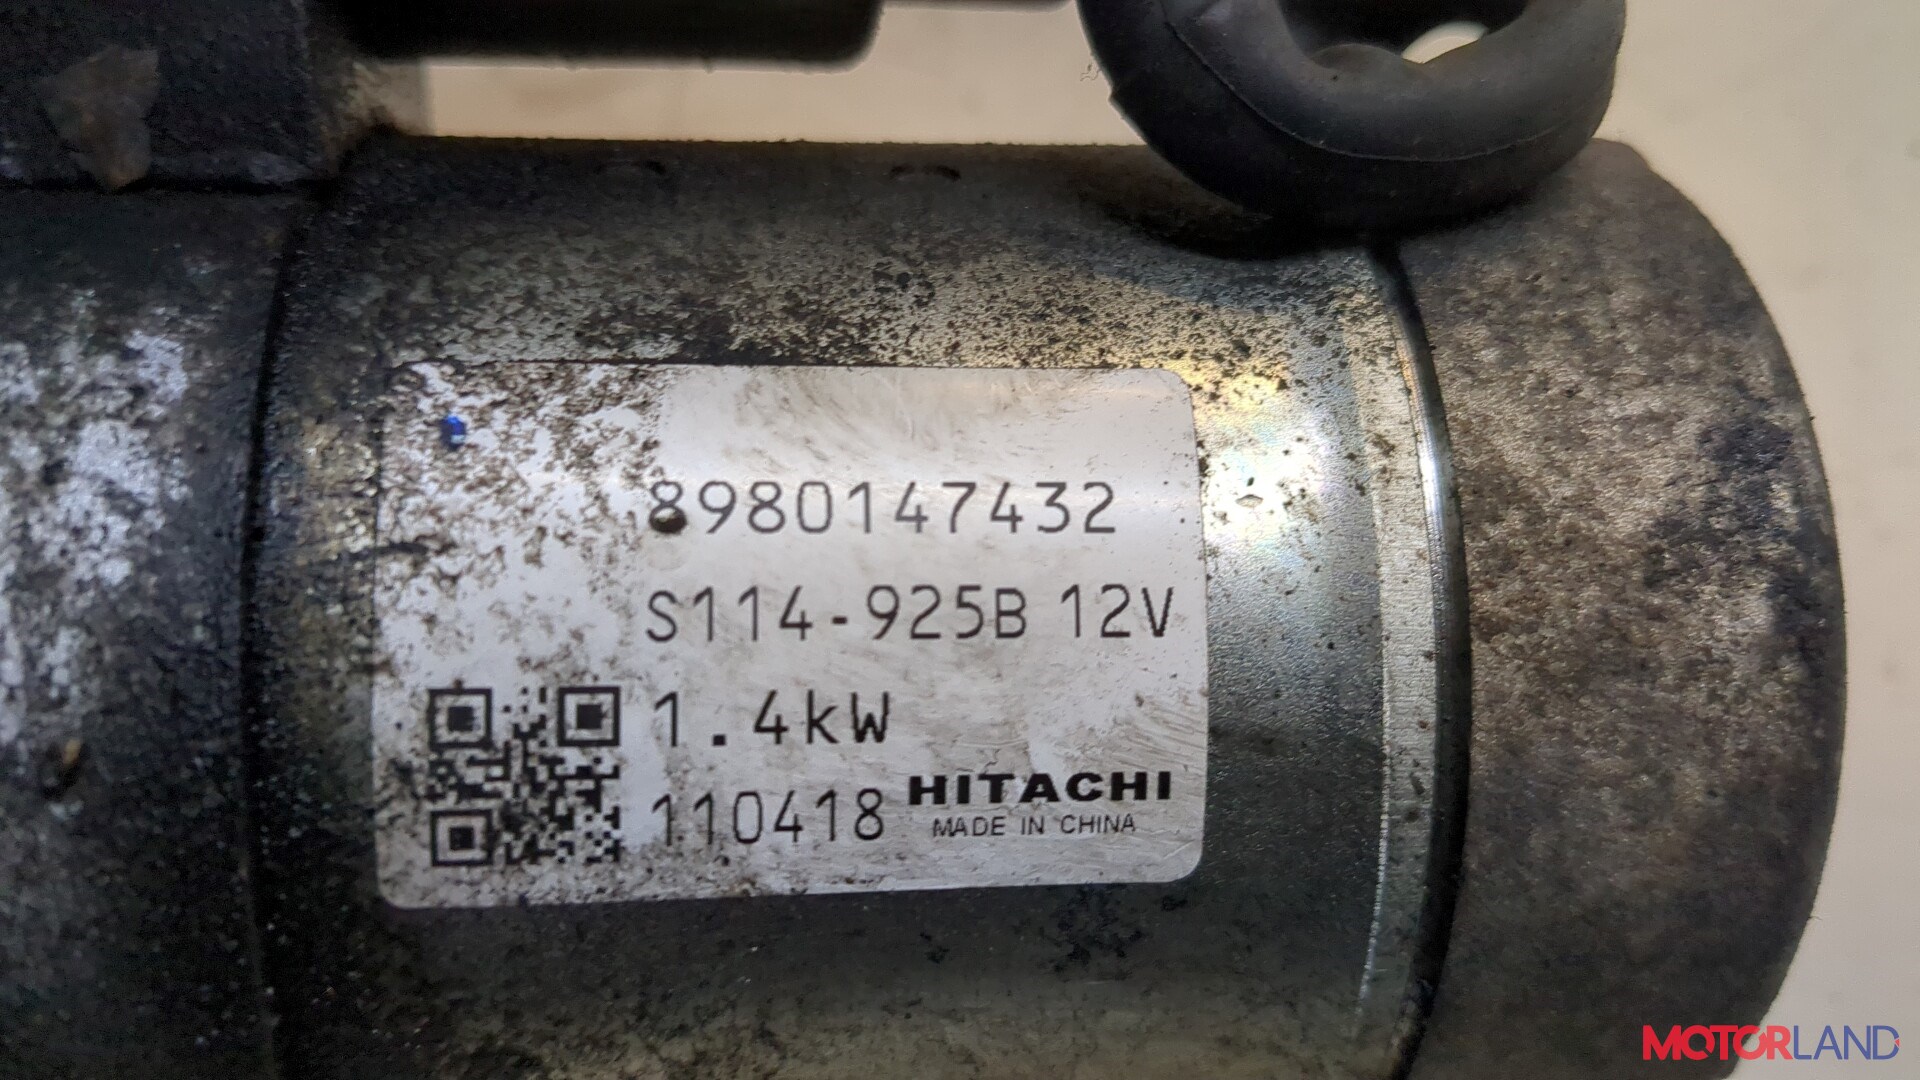 8980147432
S114-925B 12V
1.4kW
110418 HITACHI
MADE IN CHINA
MOTORLAND